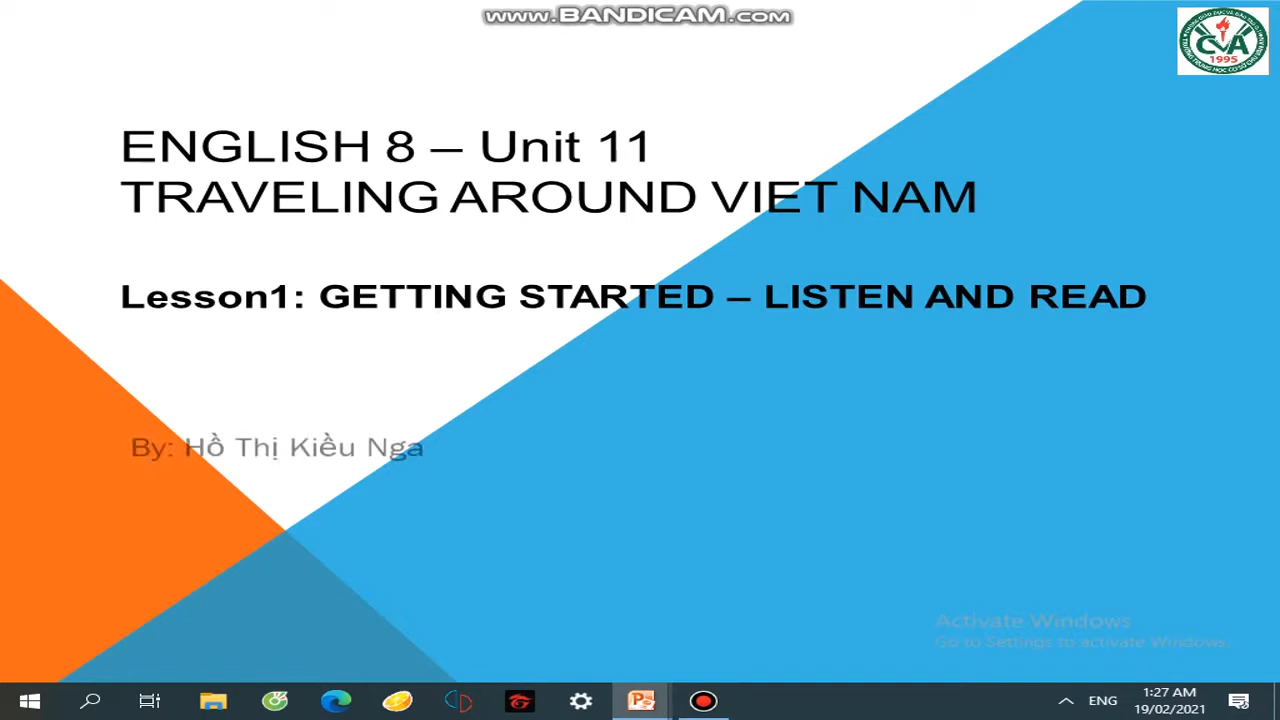 www.BANDICAM.com
CVA
1995
ENGLISH 8 – Unit 11
TRAVELING AROUND VIET NAM
Lesson1: GETTING STARTED – LISTEN AND READ
By: Hồ Thị Kiều Nga
Activate Windows
Go to Settings to activate Windows.
ENG
1:27 AM
19/02/2021